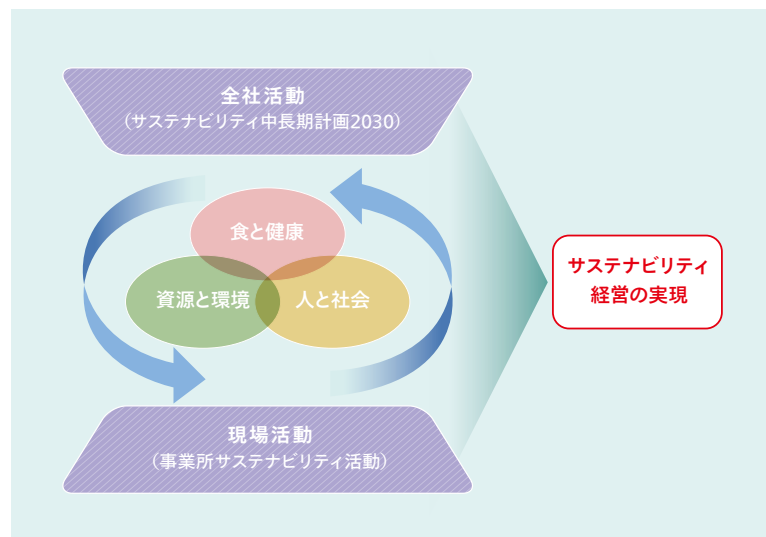 全社活動
（サステナビリティ中長期計画2030）
食と健康
資源と環境
人と社会
サステナビリティ
経営の実現
現場活動
（事業所サステナビリティ活動）